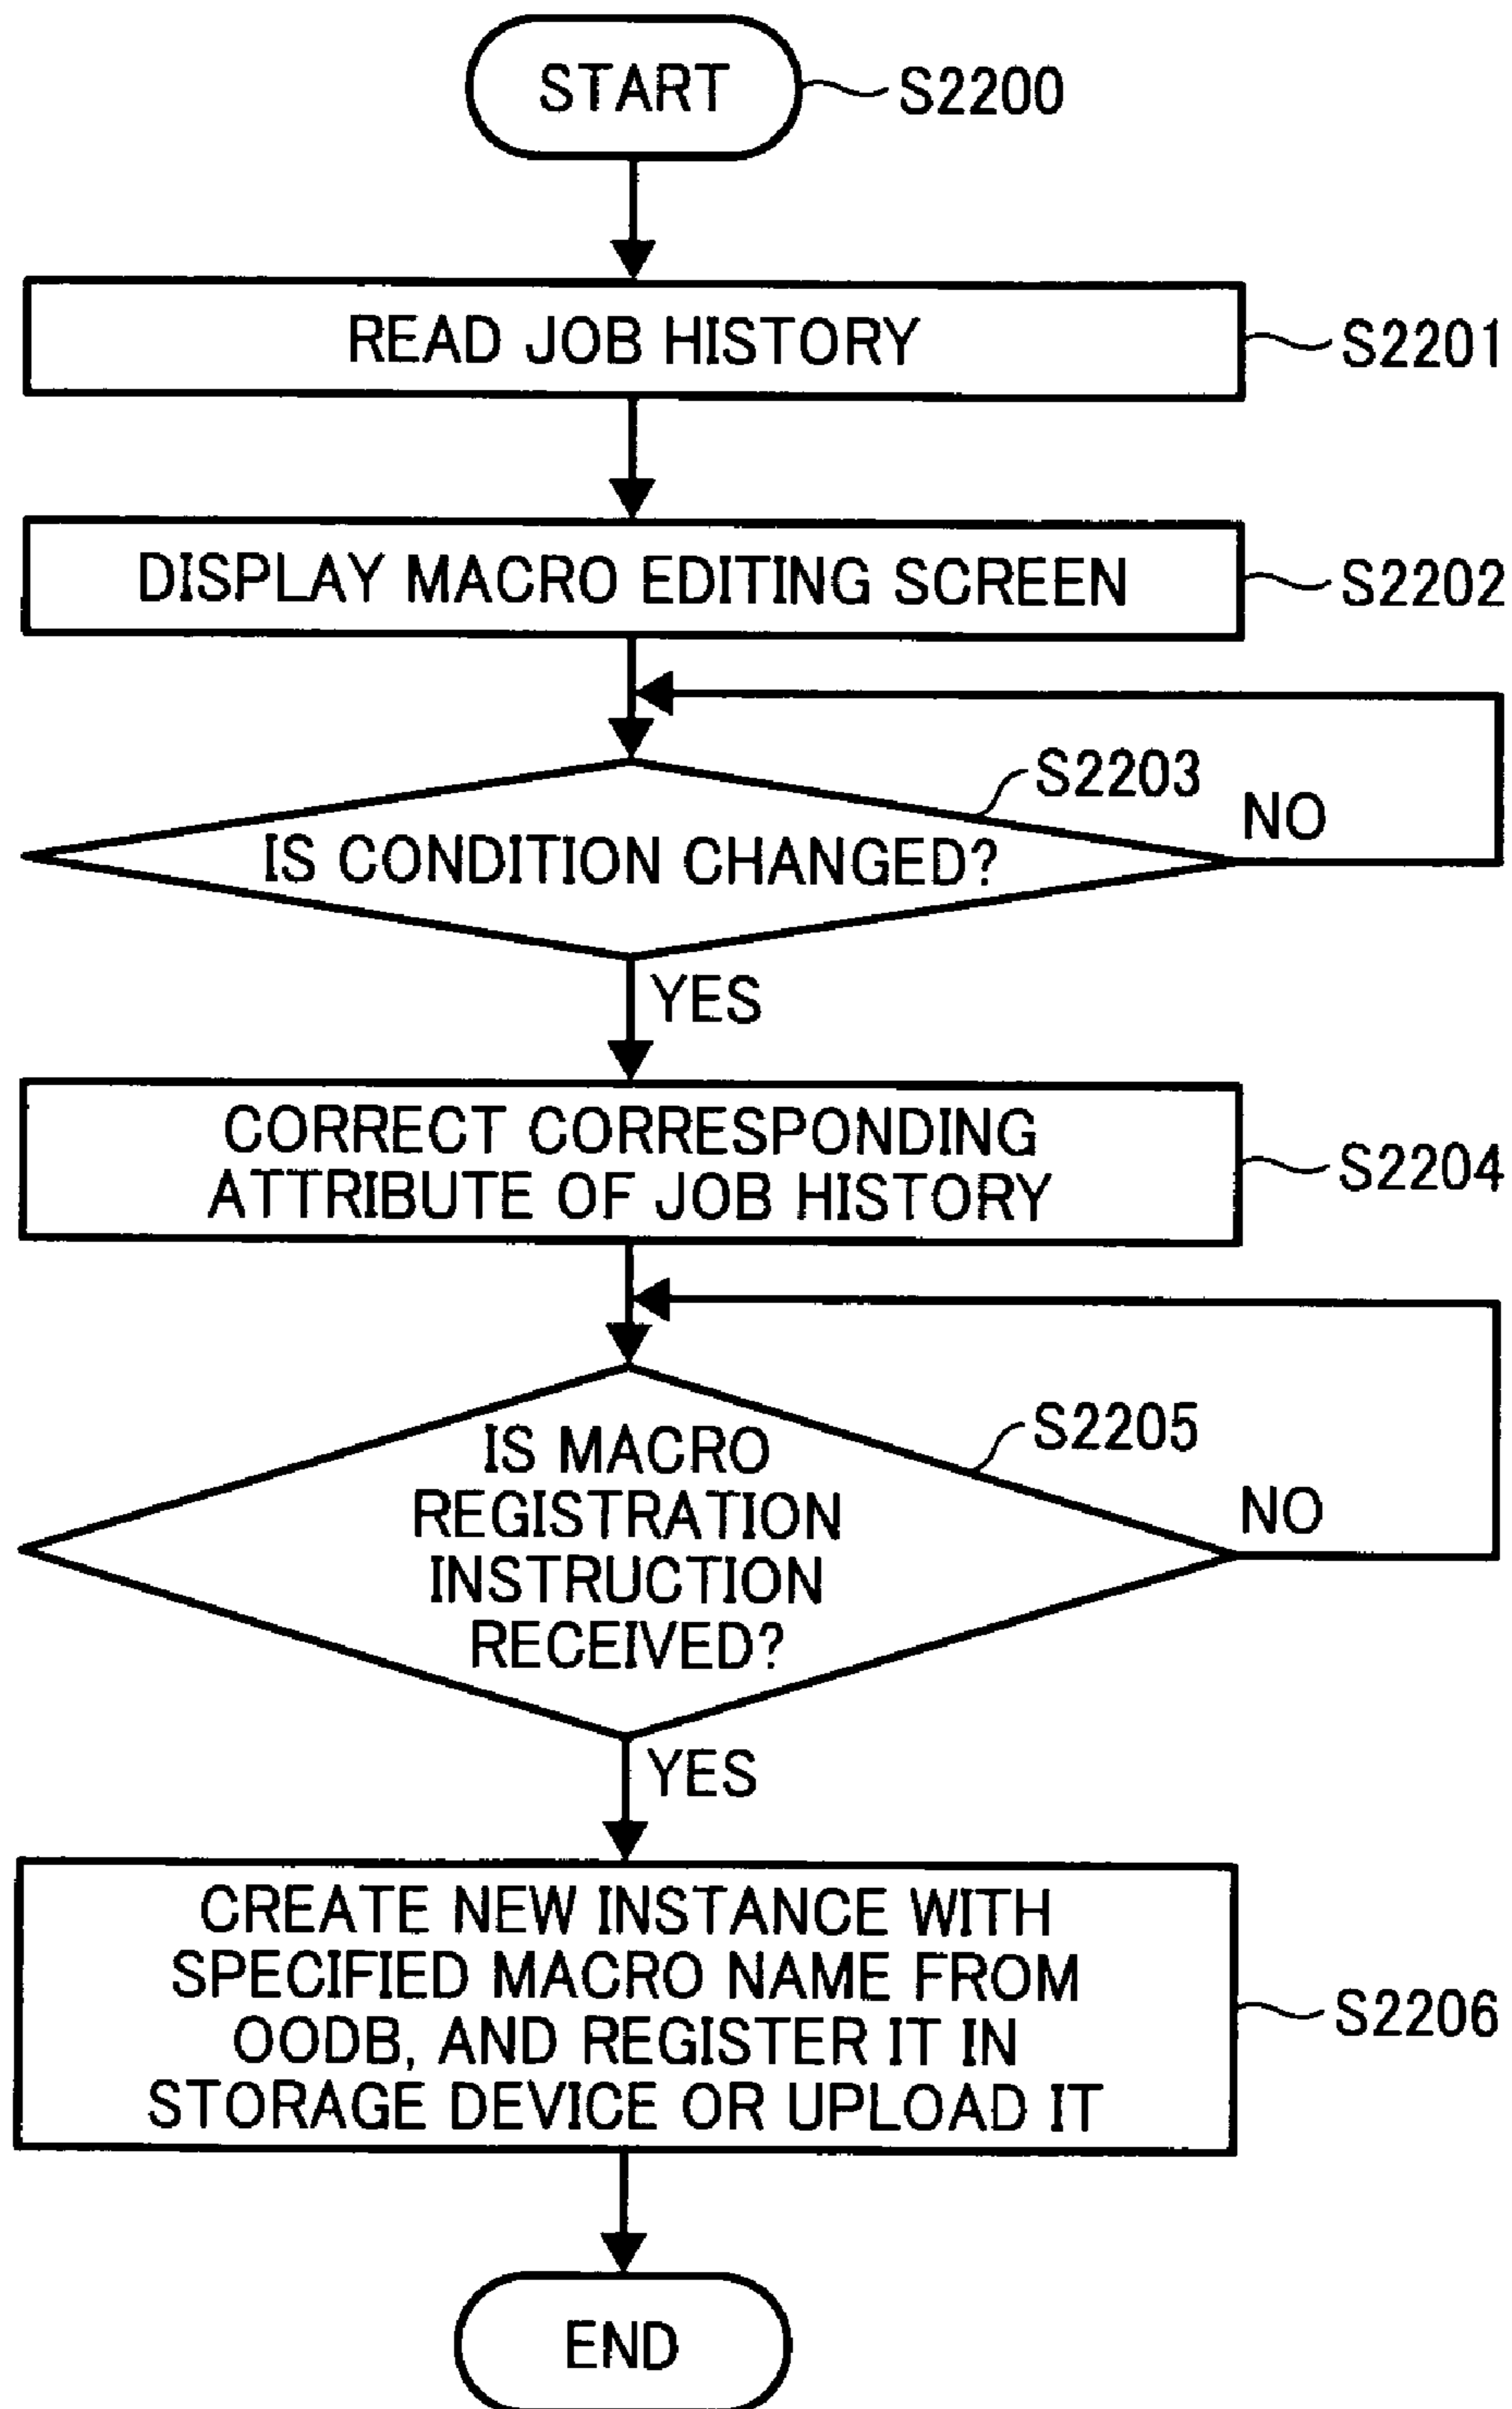 START
S2200
READ JOB HISTORY
S2201
DISPLAY MACRO EDITING SCREEN
S2202
S2203
NO
IS CONDITION CHANGED?
YES
CORRECT CORRESPONDING
ATTRIBUTE OF JOB HISTORY
S2204
IS MACRO
REGISTRATION
INSTRUCTION
RECEIVED?
S2205
NO
YES
CREATE NEW INSTANCE WITH
SPECIFIED MACRO NAME FROM
OODB, AND REGISTER IT IN
STORAGE DEVICE OR UPLOAD IT
S2206
END